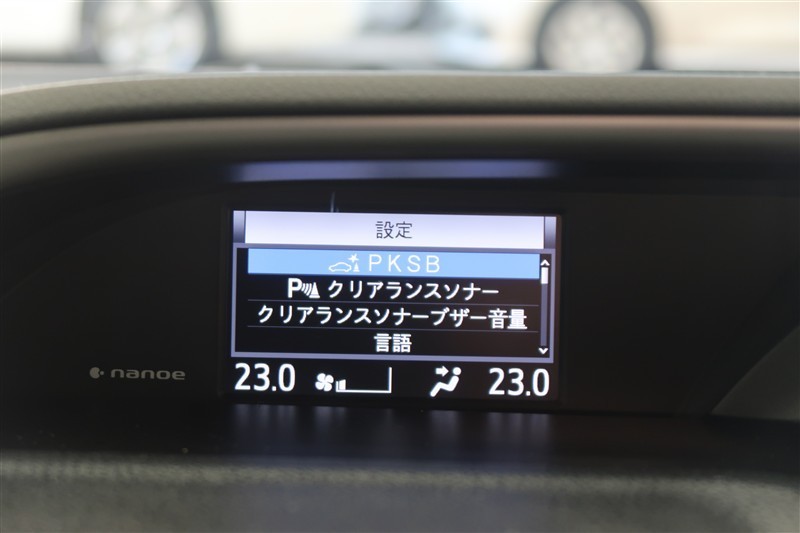 設定
PKSB
P クリアランスソナー
クリアランスソナーブザー音量
言語
nanoe
23.0 23.0